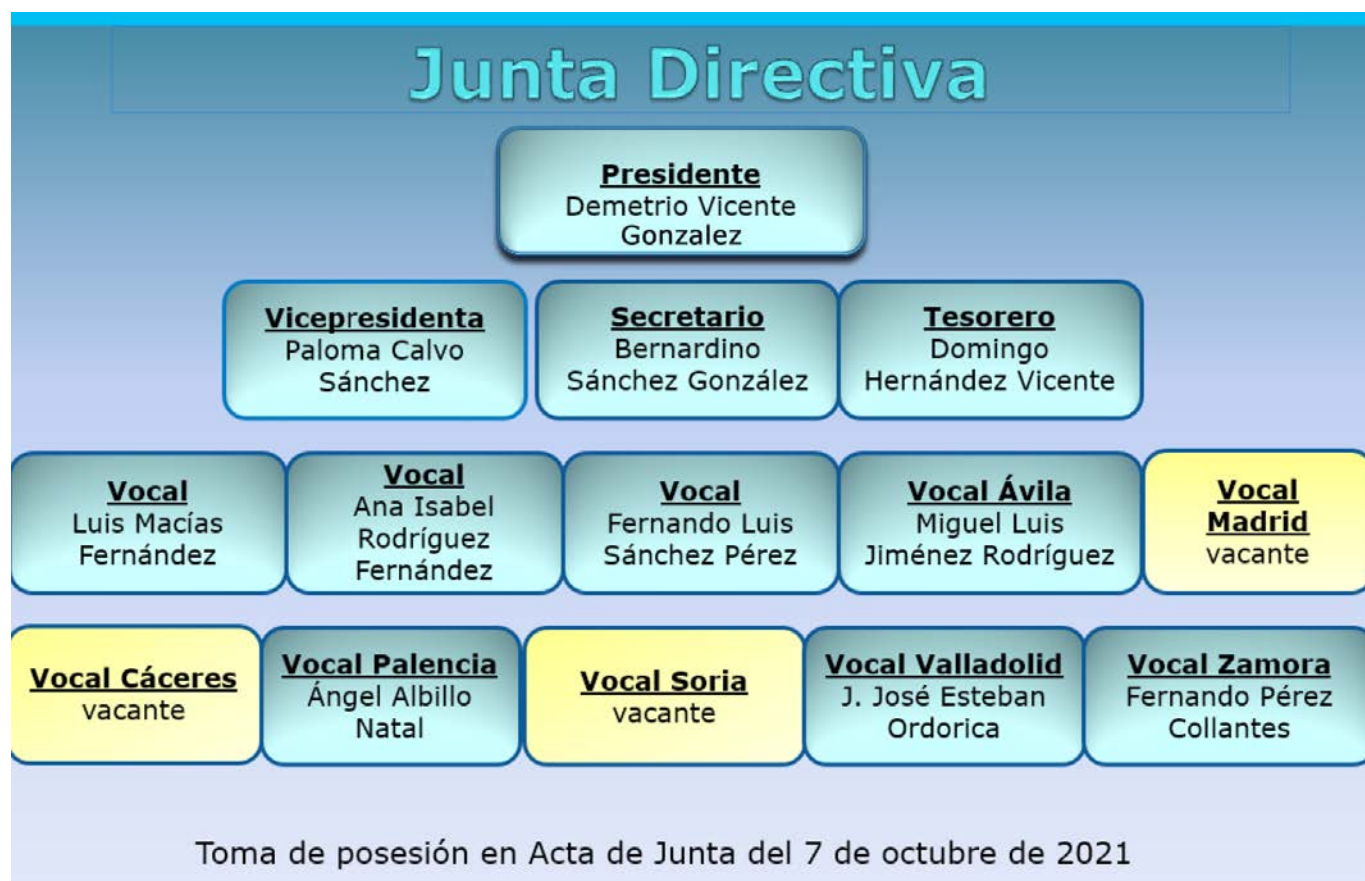 Junta Directiva
Presidente
Demetrio Vicente
Gonzalez
Vicepresidenta
Paloma Calvo
Sánchez
Secretario
Bernardino
Sánchez González
Tesorero
Domingo
Hernández Vicente
Vocal
Luis Macías
Fernández
Vocal
Ana Isabel
Rodríguez
Fernández
Vocal
Fernando Luis
Sánchez Pérez
Vocal Ávila
Miguel Luis
Jiménez Rodríguez
Vocal
Madrid
vacante
Vocal Cáceres
vacante
Vocal Palencia
Ángel Albillo
Natal
Vocal Soria
vacante
Vocal Valladolid
J. José Esteban
Ordorica
Vocal Zamora
Fernando Pérez
Collantes
Toma de posesión en Acta de Junta del 7 de octubre de 2021